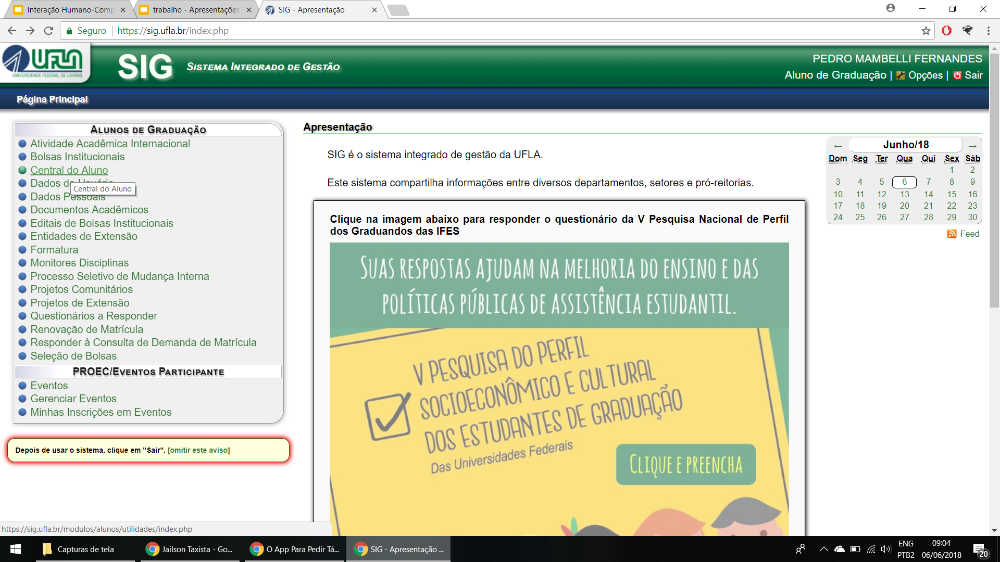 Interação Humano-Comp
trabalho - Apresentações
SIG - Apresentação
Seguro
https://sig.ufla.br/index.php
UFLA
UNIVERSIDADE FEDERAL DE LAVRAS
SIG
Sistema Integrado de Gestão
PEDRO MAMBELLI FERNANDES
Aluno de Graduação | Opções | Sair
Página Principal
Alunos de Graduação
Atividade Acadêmica Internacional
Bolsas Institucionais
Central do Aluno
Dados do Usuário
Central do Aluno
Dados Pessoais
Documentos Acadêmicos
Editais de Bolsas Institucionais
Entidades de Extensão
Formatura
Monitores Disciplinas
Processo Seletivo de Mudança Interna
Projetos Comunitários
Projetos de Extensão
Questionários a Responder
Renovação de Matrícula
Responder à Consulta de Demanda de Matrícula
Seleção de Bolsas
PROEC/Eventos Participante
Eventos
Gerenciar Eventos
Minhas Inscrições em Eventos
Depois de usar o sistema, clique em "Sair". [omitir este aviso]
Apresentação
SIG é o sistema integrado de gestão da UFLA.
Este sistema compartilha informações entre diversos departamentos, setores e pró-reitorias.
Clique na imagem abaixo para responder o questionário da V Pesquisa Nacional de Perfil
dos Graduandos das IFES
Suas respostas ajudam na melhoria do ensino e das
políticas públicas de assistência estudantil.
V Pesquisa do Perfil
Socioeconômico e Cultural
dos Estudantes de Graduação
Das Universidades Federais
Clique e preencha
← Junho/18 →
Dom Seg Ter Qua Qui Sex Sáb
1 2
3 4 5 6 7 8 9
10 11 12 13 14 15 16
17 18 19 20 21 22 23
24 25 26 27 28 29 30
Feed
https://sig.ufla.br/modulos/alunos/utilidades/index.php
Capturas de tela
Jailson Taxista - Go...
O App Para Pedir Tá...
SIG - Apresentação ...
ENG
PTB2
09:04
06/06/2018
20